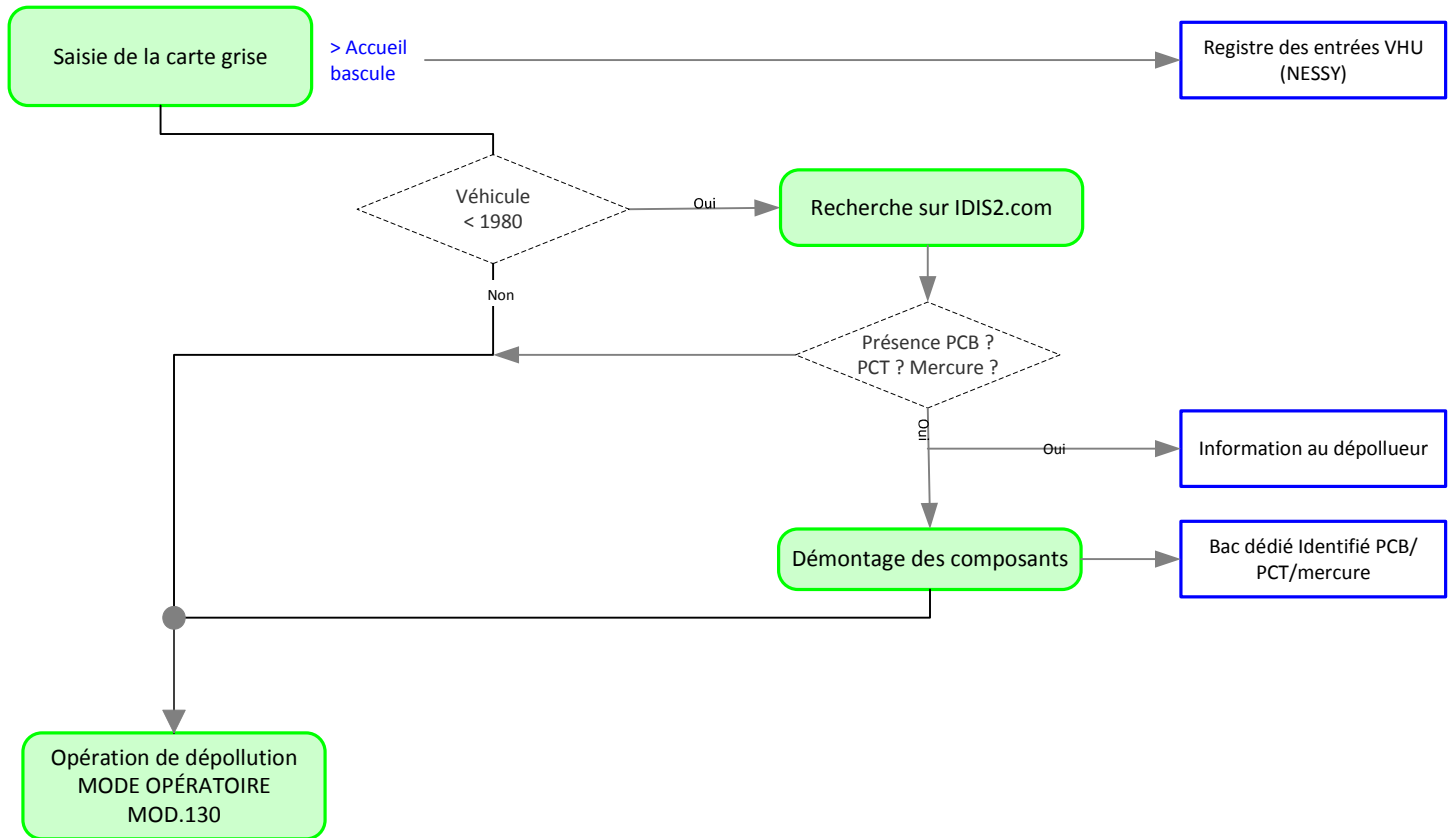 Saisie de la carte grise
> Accueil
bascule
Registre des entrées VHU
(NESSY)
Véhicule
< 1980
Oui
Recherche sur IDIS2.com
Non
Présence PCB ?
PCT ? Mercure ?
Oui
Oui
Information au dépollueur
Démontage des composants
Bac dédié Identifié PCB/
PCT/mercure
Opération de dépollution
MODE OPÉRATOIRE
MOD.130